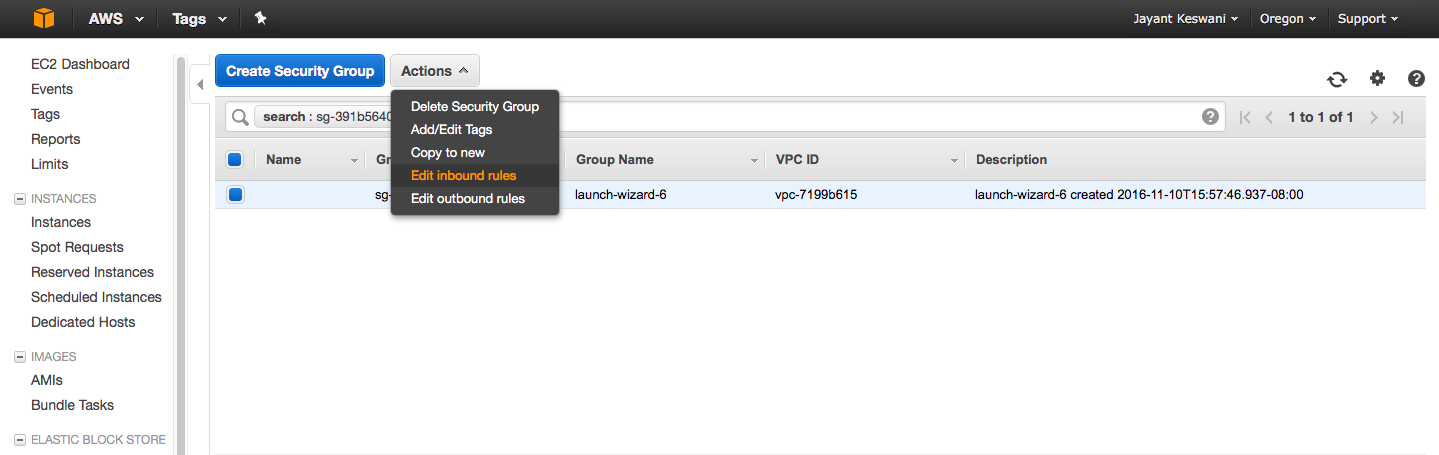 AWS Tags Jayant Keswani Oregon Support
EC2 Dashboard
Events
Tags
Reports
Limits
INSTANCES
Instances
Spot Requests
Reserved Instances
Scheduled Instances
Dedicated Hosts
IMAGES
AMIs
Bundle Tasks
ELASTIC BLOCK STORE
Create Security Group Actions
Delete Security Group
Add/Edit Tags
Copy to new
Edit inbound rules
Edit outbound rules
search : sg-391b5640 1 to 1 of 1
Name Gr Group Name VPC ID Description
sg- launch-wizard-6 vpc-7199b615 launch-wizard-6 created 2016-11-10T15:57:46.937-08:00